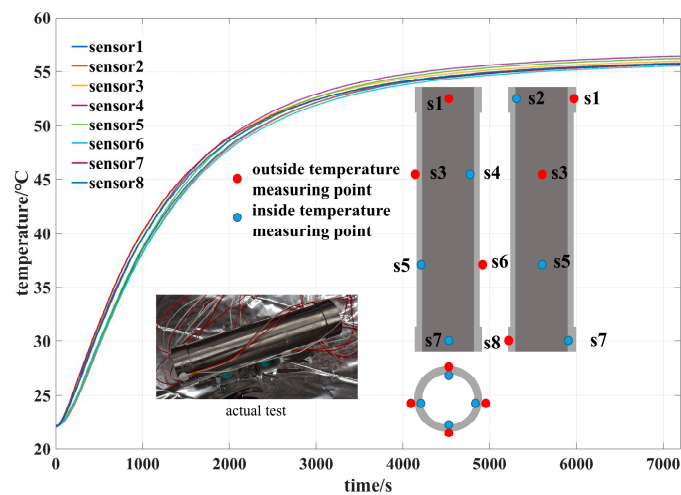 60
55
50
45
40
35
30
25
20
temperature/℃
sensor1
sensor2
sensor3
sensor4
sensor5
sensor6
sensor7
sensor8
outside temperature
measuring point
inside temperature
measuring point
s1
s2
s1
s3
s4
s3
s5
s6
s5
s7
s8
s7
actual test
0
1000
2000
3000
4000
5000
6000
7000
time/s